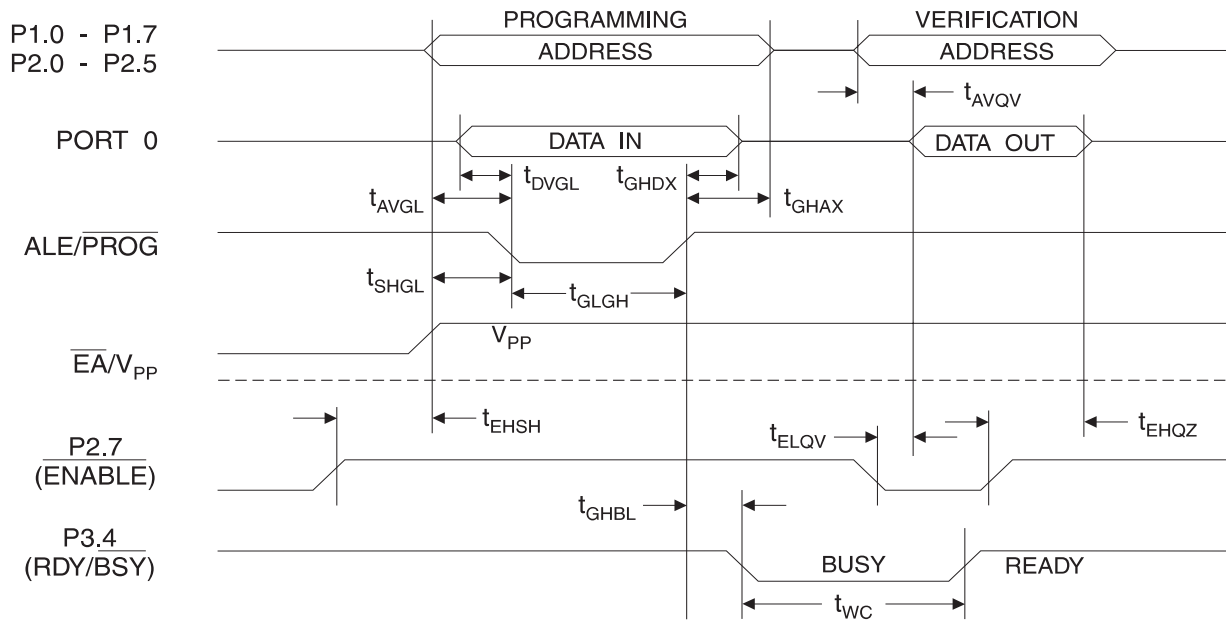 PROGRAMMING
VERIFICATION
P1.0 - P1.7
P2.0 - P2.5
ADDRESS
ADDRESS
tAVQV
PORT 0
DATA IN
DATA OUT
tDVGL
tGHDX
tAVGL
tGHAX
ALE/PROG
tSHGL
tGLGH
VPP
EA/VPP
tEHSH
tELQV
tEHQZ
P2.7
(ENABLE)
tGHBL
P3.4
(RDY/BSY)
BUSY
READY
tWC